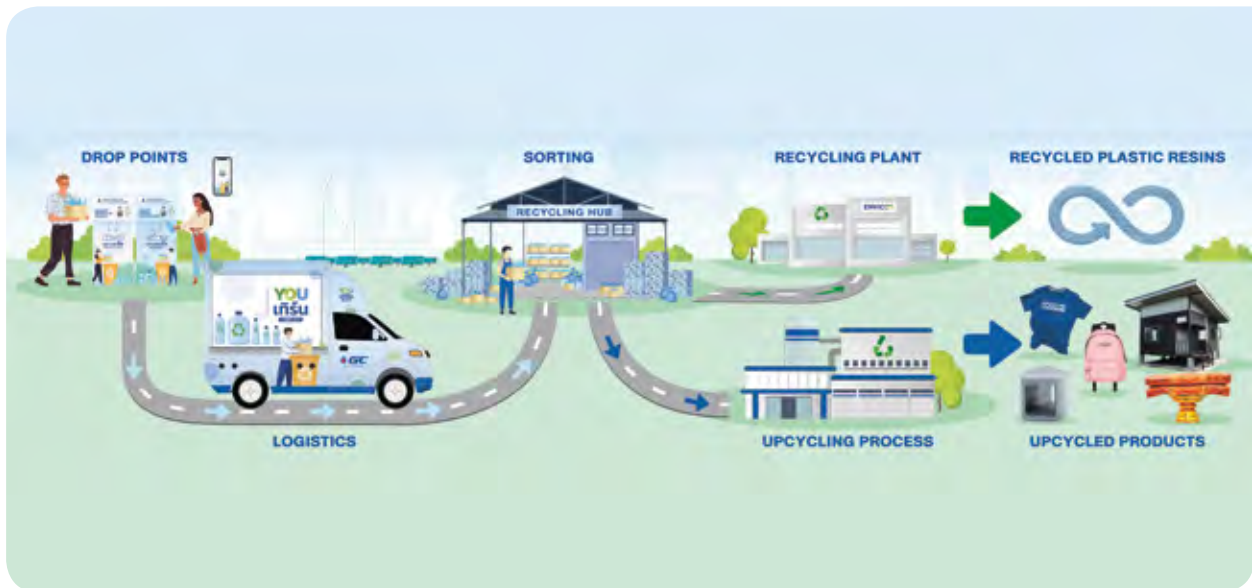 DROP POINTS
SORTING
RECYCLING PLANT
RECYCLED PLASTIC RESINS
RECYCLING HUB
YOU
เทิร์น
GC
LOGISTICS
UPCYCLING PROCESS
UPCYCLED PRODUCTS